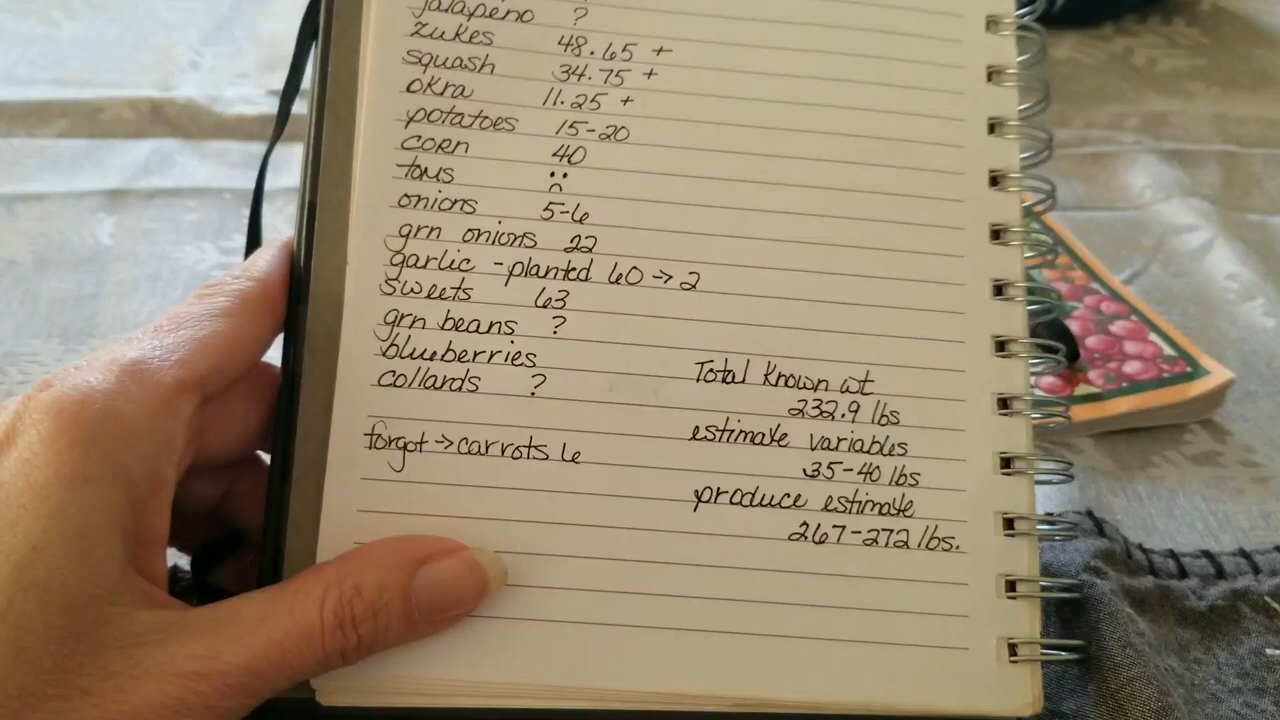 jalapeno ?
zukes 48.65 +
squash 34.75 +
okra 11.25 +
potatoes 15-20
corn 40
toms
onions 5-6
grn onions 22
garlic - planted 60 → 2
sweets 63
grn beans ?
blueberries
collards ?
forgot → carrots 6
Total known wt
232.9 lbs
estimate variables
35-40 lbs
produce estimate
267-272 lbs.